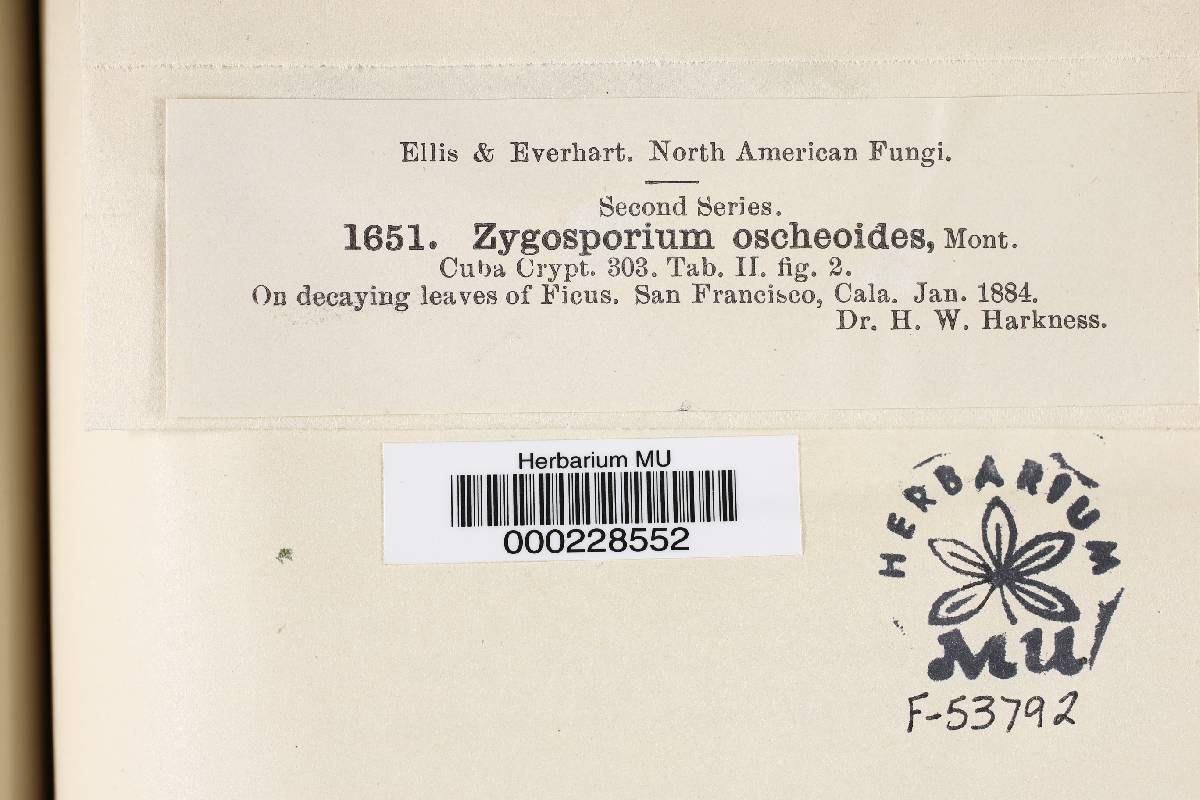 Ellis & Everhart. North American Fungi.
Second Series.
1651. Zygosporium oscheoides, Mont.
Cuba Crypt. 303. Tab. II. fig. 2.
On decaying leaves of Ficus. San Francisco, Cala. Jan. 1884.
Dr. H. W. Harkness.
Herbarium MU
000228552
HERBARIUM
MU
F-53792